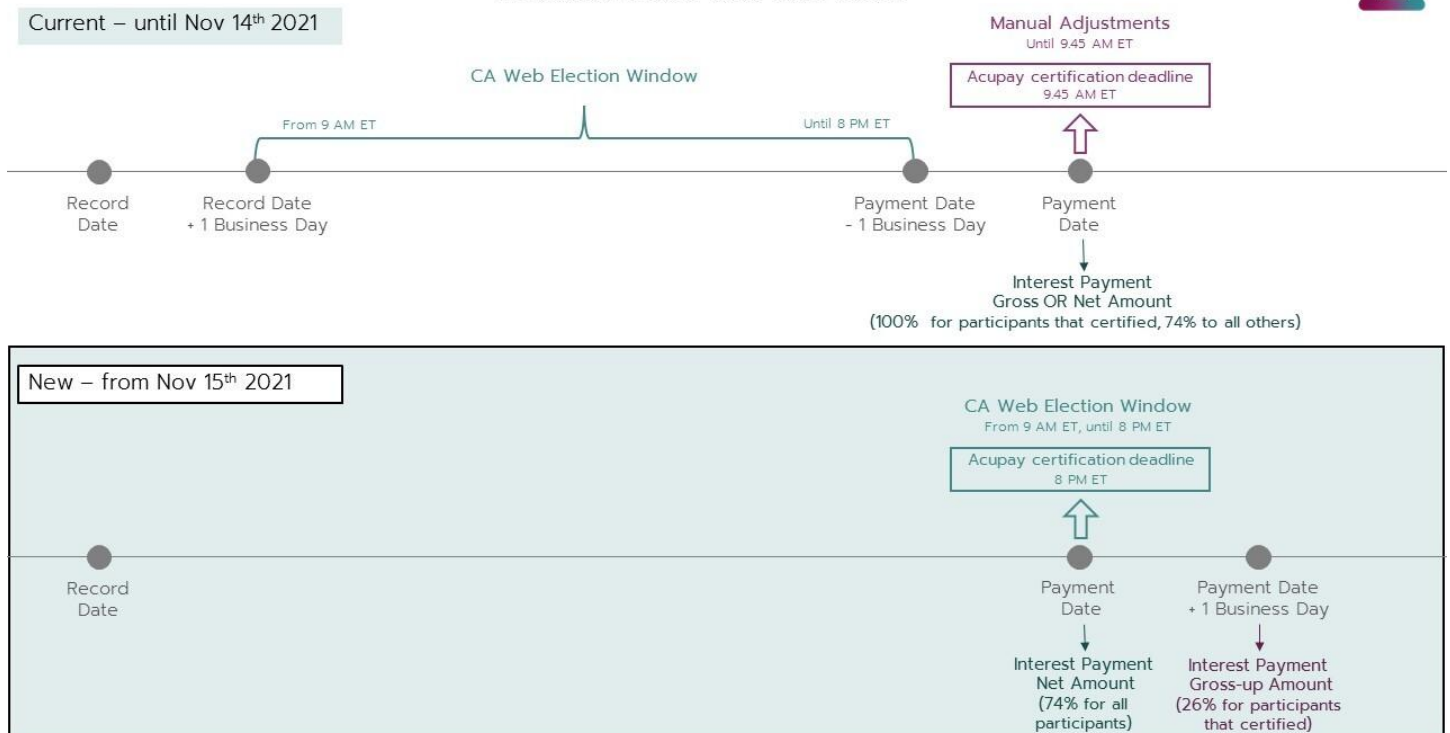 Current – until Nov 14th 2021
Manual Adjustments
Until 9.45 AM ET
CA Web Election Window
Acupay certification deadline
9.45 AM ET
From 9 AM ET
Until 8 PM ET
Record
Date
Record Date
+ 1 Business Day
Payment Date
- 1 Business Day
Payment
Date
Interest Payment
Gross OR Net Amount
(100% for participants that certified, 74% to all others)
New – from Nov 15th 2021
CA Web Election Window
From 9 AM ET, until 8 PM ET
Acupay certification deadline
8 PM ET
Record
Date
Payment
Date
Payment Date
+ 1 Business Day
Interest Payment
Net Amount
(74% for all
participants)
Interest Payment
Gross-up Amount
(26% for participants
that certified)